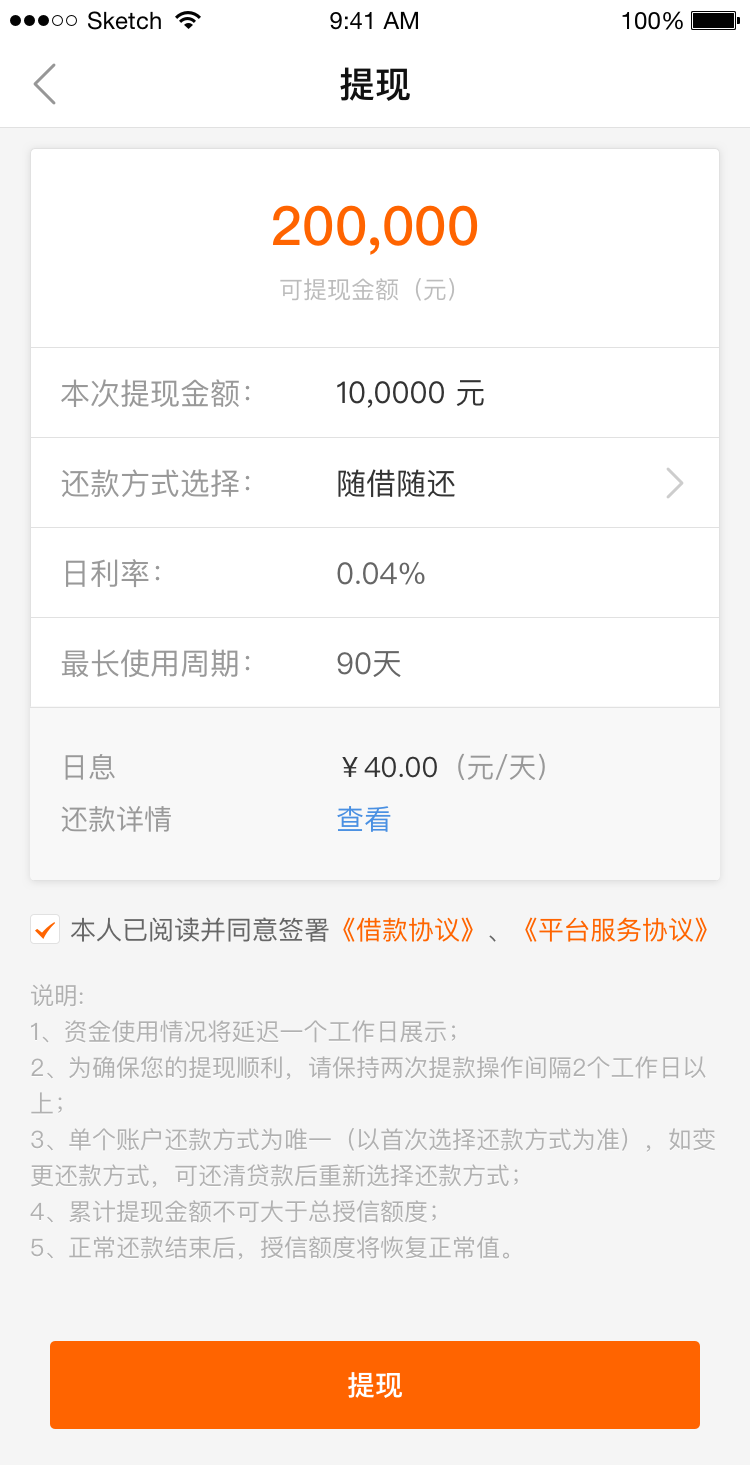 Sketch 9:41 AM 100%
提现
200,000
可提现金额（元）
本次提现金额： 10,0000 元
还款方式选择： 随借随还
日利率： 0.04%
最长使用周期： 90天
日息 ￥40.00（元/天）
还款详情 查看
本人已阅读并同意签署《借款协议》、《平台服务协议》
说明:
1、资金使用情况将延迟一个工作日展示；
2、为确保您的提现顺利，请保持两次提款操作间隔2个工作日以
上；
3、单个账户还款方式为唯一（以首次选择还款方式为准），如变
更还款方式，可还清贷款后重新选择还款方式；
4、累计提现金额不可大于总授信额度；
5、正常还款结束后，授信额度将恢复正常值。
提现